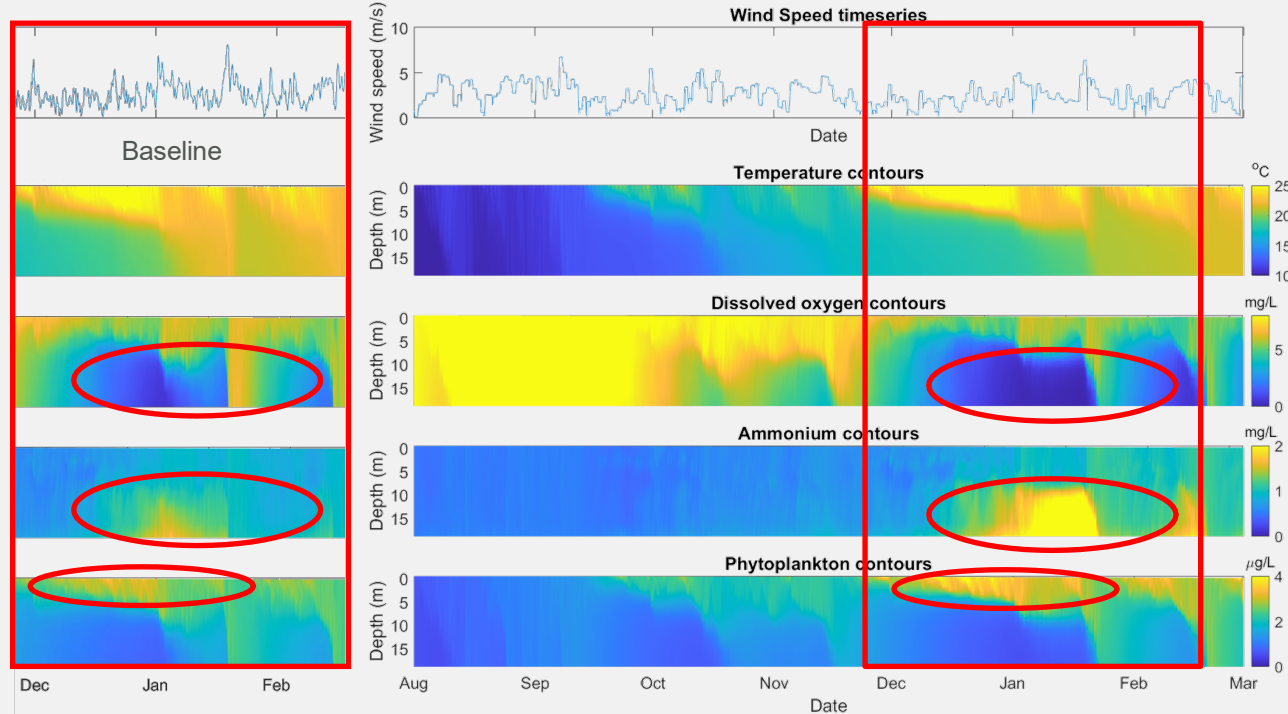 Wind Speed timeseries
Wind speed (m/s)
10
5
0
Date
Baseline
Temperature contours
Depth (m)
0
5
10
15
°C
25
20
15
10
Dissolved oxygen contours
Depth (m)
0
5
10
15
mg/L
5
0
Ammonium contours
Depth (m)
0
5
10
15
mg/L
2
1
0
Phytoplankton contours
Depth (m)
0
5
10
15
µg/L
4
2
0
Dec Jan Feb
Aug Sep Oct Nov Dec Jan Feb Mar
Date